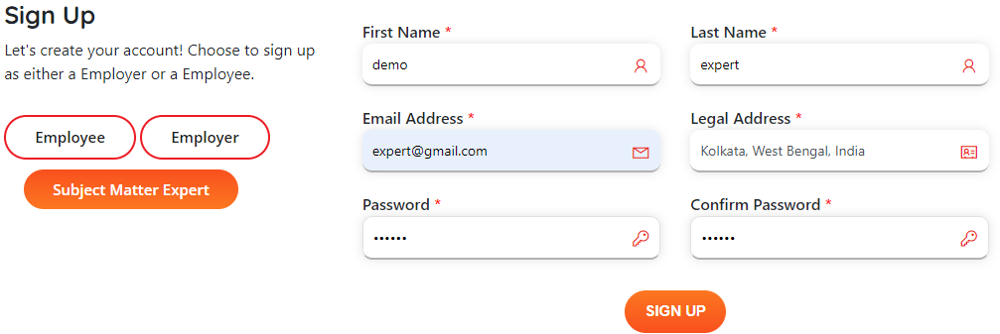 Sign Up
Let's create your account! Choose to sign up
as either a Employer or a Employee.
Employee
Employer
Subject Matter Expert
First Name *
demo
Last Name *
expert
Email Address *
expert@gmail.com
Legal Address *
Kolkata, West Bengal, India
Password *
••••••
Confirm Password *
••••••
SIGN UP